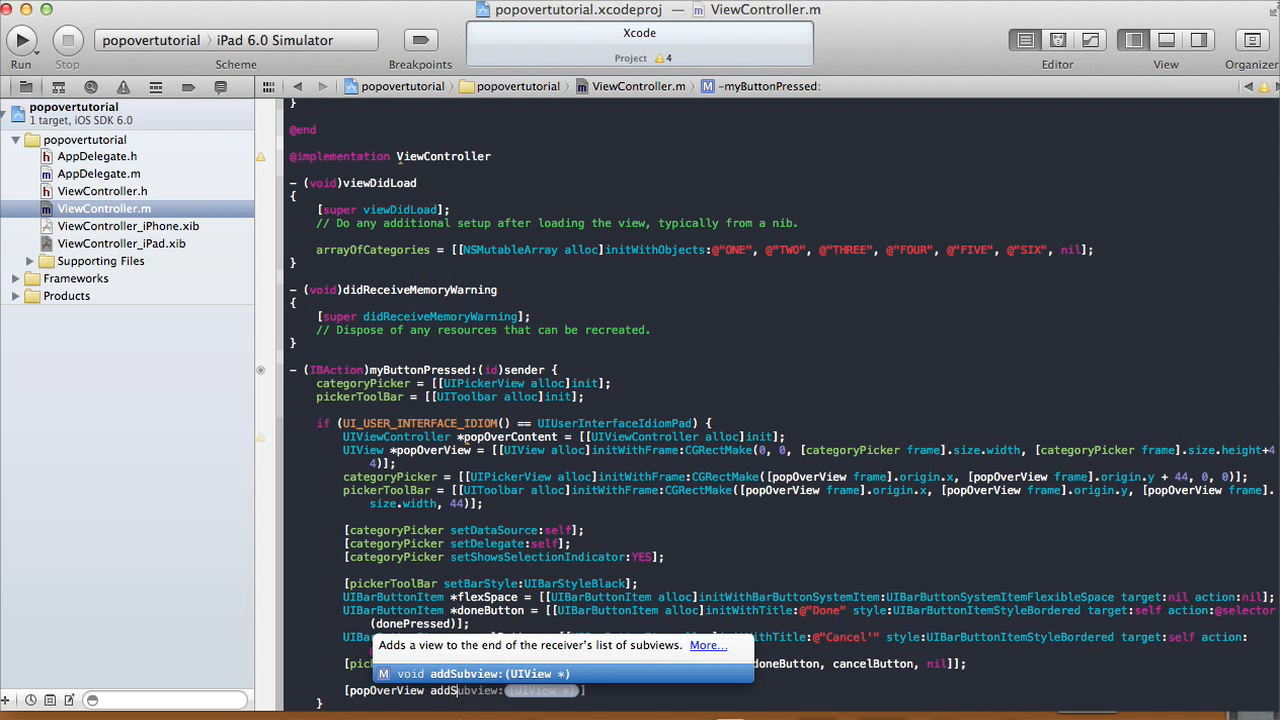 popovertutorial.xcodeproj — ViewController.m
popovertutorial iPad 6.0 Simulator
Xcode
Project 4
Run Stop Scheme Breakpoints Editor View Organizer
popovertutorial popovertutorial ViewController.m M -myButtonPressed:
popovertutorial
1 target, iOS SDK 6.0
popovertutorial
h AppDelegate.h
m AppDelegate.m
h ViewController.h
m ViewController.m
ViewController_iPhone.xib
ViewController_iPad.xib
Supporting Files
Frameworks
Products
}
@end
@implementation ViewController
- (void)viewDidLoad
{
[super viewDidLoad];
// Do any additional setup after loading the view, typically from a nib.
arrayOfCategories = [[NSMutableArray alloc]initWithObjects:@"ONE", @"TWO", @"THREE", @"FOUR", @"FIVE", @"SIX", nil];
}
- (void)didReceiveMemoryWarning
{
[super didReceiveMemoryWarning];
// Dispose of any resources that can be recreated.
}
- (IBAction)myButtonPressed:(id)sender {
categoryPicker = [[UIPickerView alloc]init];
pickerToolBar = [[UIToolbar alloc]init];
if (UI_USER_INTERFACE_IDIOM() == UIUserInterfaceIdiomPad) {
UIViewController *popOverContent = [[UIViewController alloc]init];
UIView *popOverView = [[UIView alloc]initWithFrame:CGRectMake(0, 0, [categoryPicker frame].size.width, [categoryPicker frame].size.height+4
4)];
categoryPicker = [[UIPickerView alloc]initWithFrame:CGRectMake([popOverView frame].origin.x, [popOverView frame].origin.y + 44, 0, 0)];
pickerToolBar = [[UIToolbar alloc]initWithFrame:CGRectMake([popOverView frame].origin.x, [popOverView frame].origin.y, [popOverView frame].
size.width, 44)];
[categoryPicker setDataSource:self];
[categoryPicker setDelegate:self];
[categoryPicker setShowsSelectionIndicator:YES];
[pickerToolBar setBarStyle:UIBarStyleBlack];
UIBarButtonItem *flexSpace = [[UIBarButtonItem alloc]initWithBarButtonSystemItem:UIBarButtonSystemItemFlexibleSpace target:nil action:nil];
UIBarButtonItem *doneButton = [[UIBarButtonItem alloc]initWithTitle:@"Done" style:UIBarButtonItemStyleBordered target:self action:@selector
(donePressed)];
UIBa itWithTitle:@"Cancel'" style:UIBarButtonItemStyleBordered target:self action:
Adds a view to the end of the receiver's list of subviews. More...
[pick doneButton, cancelButton, nil]];
M void addSubview:(UIView *)
[popOverView addSubview:(UIView *)]
}